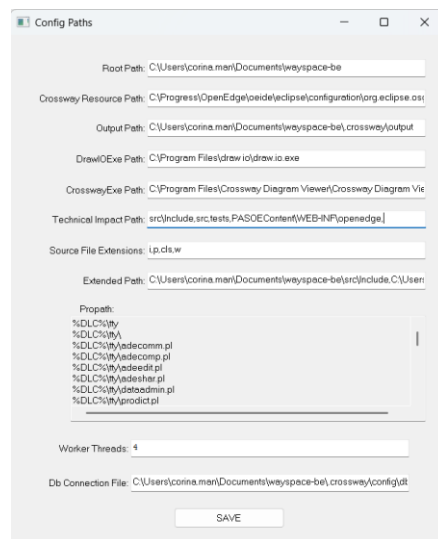 Config Paths
Root Path: C:\Users\corina.man\Documents\wayspace-be
Crossway Resource Path: C:\Progress\OpenEdge\oeide\eclipse\configuration\org.eclipse.osg
Output Path: C:\Users\corina.man\Documents\wayspace-be\.crossway\output
DrawIOExe Path: C:\Program Files\draw io\draw.io.exe
CrosswayExe Path: C:\Program Files\Crossway Diagram Viewer\Crossway Diagram Vie
Technical Impact Path: src\Include,src,tests,PASOEContent\WEB-INF\openedge,
Source File Extensions: i,p,cls,w
Extended Path: C:\Users\corina.man\Documents\wayspace-be\src\Include,C:\Users
Propath:
%DLC%\tty
%DLC%\tty\
%DLC%\tty\adecomm.pl
%DLC%\tty\adecomp.pl
%DLC%\tty\adeedit.pl
%DLC%\tty\adeshar.pl
%DLC%\tty\dataadmin.pl
%DLC%\tty\prodict.pl
Worker Threads: 4
Db Connection File: C:\Users\corina.man\Documents\wayspace-be\.crossway\config\db
SAVE